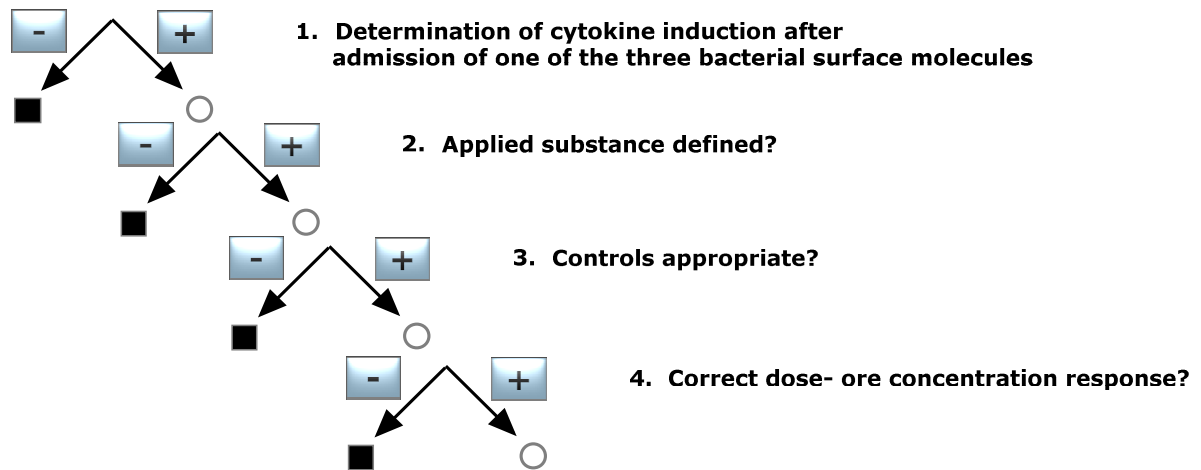 - +
1. Determination of cytokine induction after
admission of one of the three bacterial surface molecules
- +
2. Applied substance defined?
- +
3. Controls appropriate?
- +
4. Correct dose- ore concentration response?